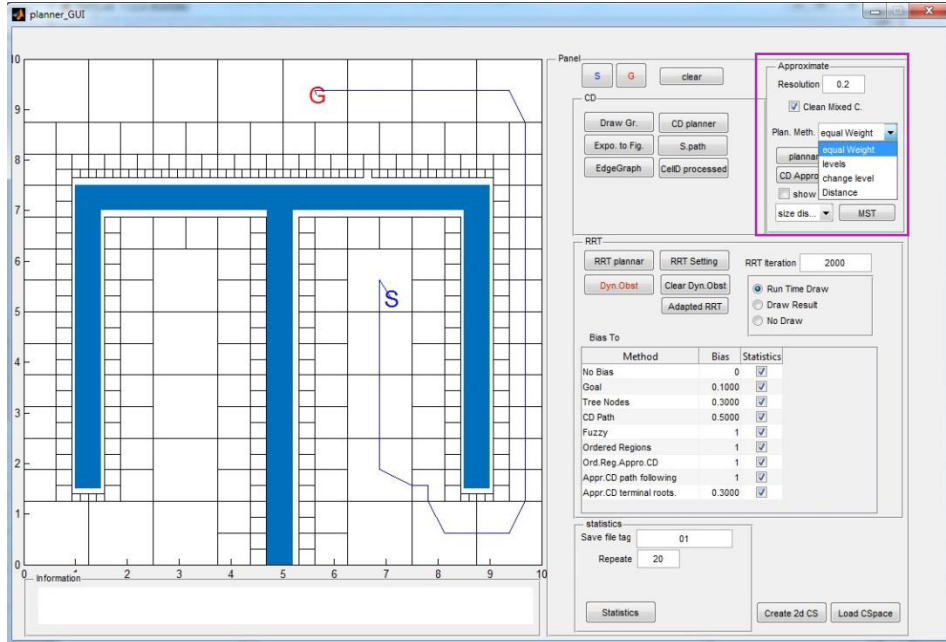 planner_GUI
Panel
S G clear
CD
Draw Gr. CD planner
Expo. to Fig. S.path
EdgeGraph CellD processed
Approximate
Resolution 0.2
Clean Mixed C.
Plan. Meth. equal Weight
equal Weight
levels
change level
Distance
plannar
CD Appro
show
size dis... MST
RRT
RRT plannar RRT Setting RRT Iteration 2000
Dyn.Obst Clear Dyn.Obst
Adapted RRT
Run Time Draw
Draw Result
No Draw
Bias To
Method Bias Statistics
No Bias 0
Goal 0.1000
Tree Nodes 0.3000
CD Path 0.5000
Fuzzy 1
Ordered Regions 1
Ord.Reg.Appro.CD 1
Appr.CD path following 1
Appr.CD terminal roots. 0.3000
statistics
Save file tag 01
Repeate 20
Statistics
Create 2d CS Load CSpace
10
9
8
7
6
5
4
3
2
1
0
0 2 3 4 5 6 7 8 9 10
G
S
Information